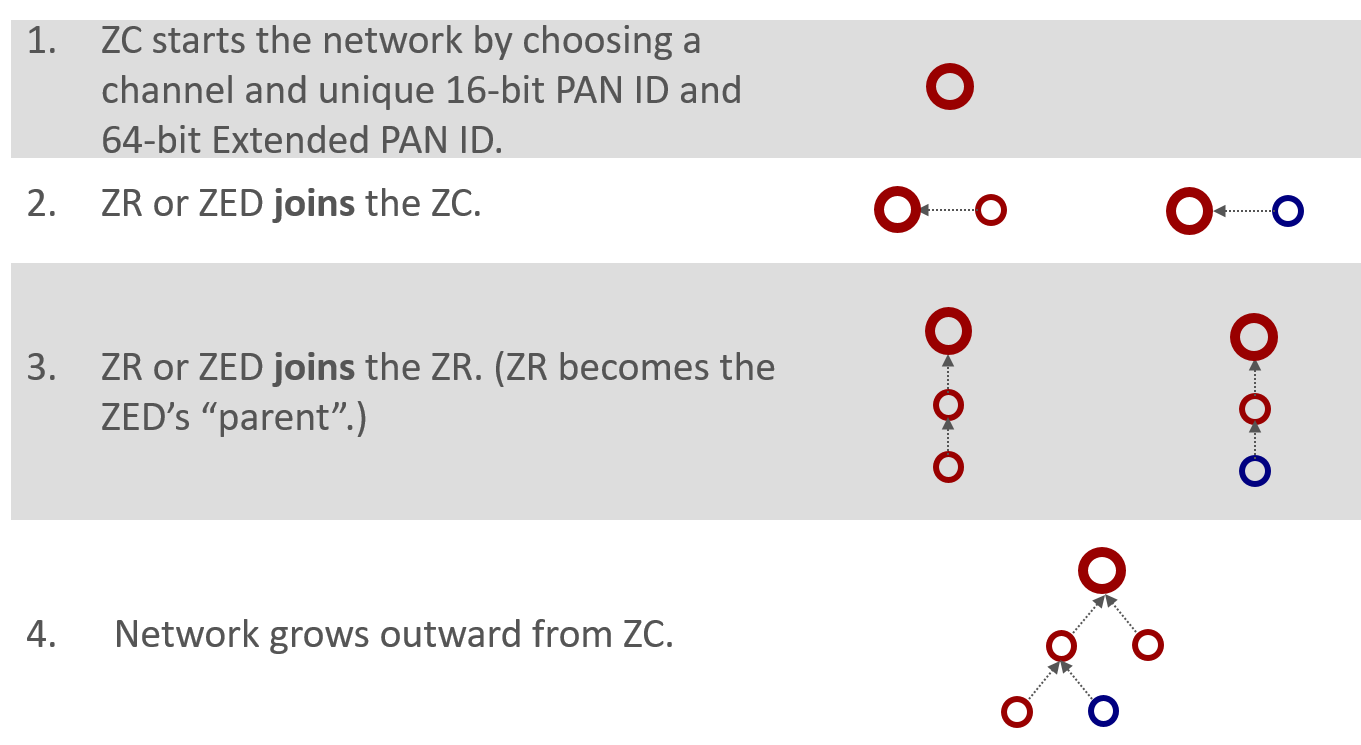 1. ZC starts the network by choosing a
channel and unique 16-bit PAN ID and
64-bit Extended PAN ID.
2. ZR or ZED joins the ZC.
3. ZR or ZED joins the ZR. (ZR becomes the
ZED’s “parent”.)
4. Network grows outward from ZC.